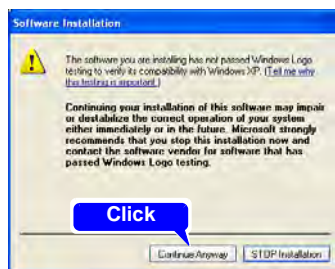 Software Installation
The software you are installing has not passed Windows Logo
testing to verify its compatibility with Windows XP. (Tell me why
this testing is important.)
Continuing your installation of this software may impair
or destabilize the correct operation of your system
either immediately or in the future. Microsoft strongly
recommends that you stop this installation now and
contact the software vendor for software that has
passed Windows Logo testing.
Click
Continue Anyway
STOP Installation